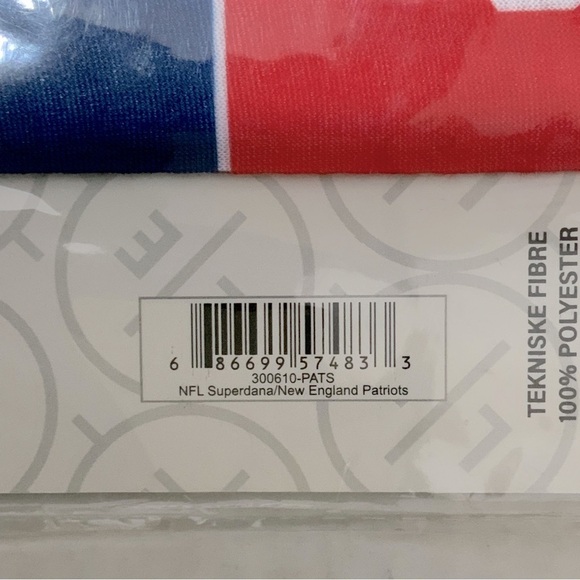 6 86699 57483 3
300610-PATS
NFL Superdana/New England Patriots
TEKNISKE FIBRE
100% POLYESTER